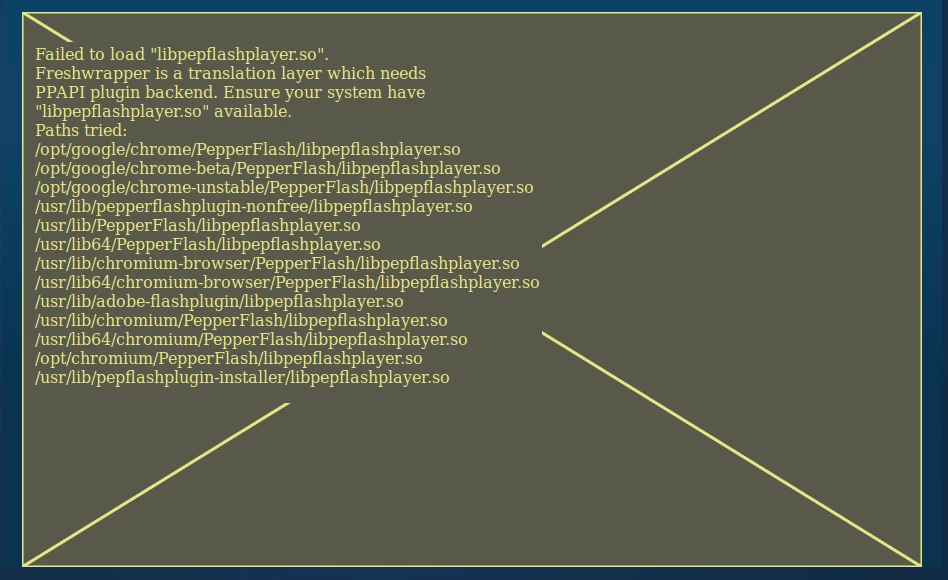 Failed to load "libpepflashplayer.so".
Freshwrapper is a translation layer which needs
PPAPI plugin backend. Ensure your system have
"libpepflashplayer.so" available.
Paths tried:
/opt/google/chrome/PepperFlash/libpepflashplayer.so
/opt/google/chrome-beta/PepperFlash/libpepflashplayer.so
/opt/google/chrome-unstable/PepperFlash/libpepflashplayer.so
/usr/lib/pepperflashplugin-nonfree/libpepflashplayer.so
/usr/lib/PepperFlash/libpepflashplayer.so
/usr/lib64/PepperFlash/libpepflashplayer.so
/usr/lib/chromium-browser/PepperFlash/libpepflashplayer.so
/usr/lib64/chromium-browser/PepperFlash/libpepflashplayer.so
/usr/lib/adobe-flashplugin/libpepflashplayer.so
/usr/lib/chromium/PepperFlash/libpepflashplayer.so
/usr/lib64/chromium/PepperFlash/libpepflashplayer.so
/opt/chromium/PepperFlash/libpepflashplayer.so
/usr/lib/pepflashplugin-installer/libpepflashplayer.so